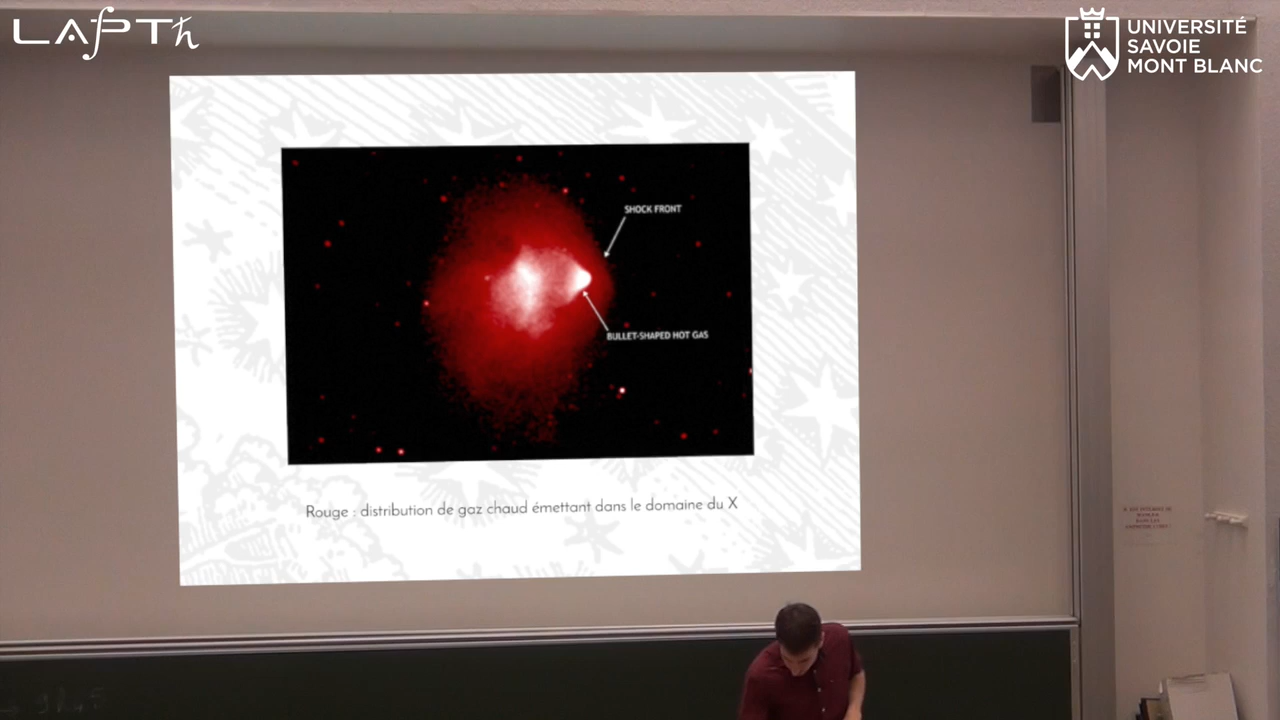 LAPTh
UNIVERSITÉ
SAVOIE
MONT BLANC
SHOCK FRONT
BULLET-SHAPED HOT GAS
Rouge : distribution de gaz chaud émettant dans le domaine du X